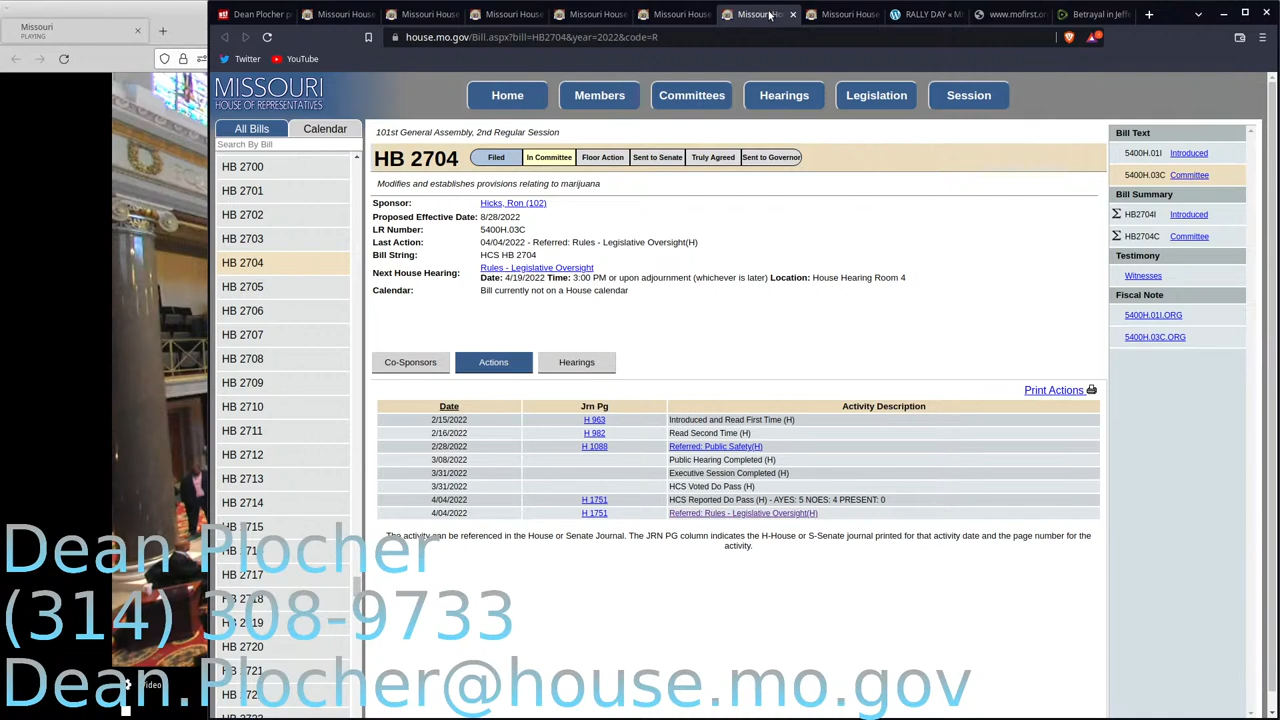 Missouri
PLAYING
Dean Plocher
Missouri House
Missouri House
Missouri House
Missouri House
Missouri House
Missouri Ho
Missouri House
RALLY DAY « M
www.mofirst.o
Betrayal in Jeff
house.mo.gov/Bill.aspx?bill=HB2704&year=2022&code=R
Twitter
YouTube
MISSOURI
HOUSE OF REPRESENTATIVES
Home
Members
Committees
Hearings
Legislation
Session
All Bills
Calendar
Search By Bill
HB 2700
HB 2701
HB 2702
HB 2703
HB 2704
HB 2705
HB 2706
HB 2707
HB 2708
HB 2709
HB 2710
HB 2711
HB 2712
HB 2713
HB 2714
2715
HB 2717
2718
2719
HB 2720
2721
101st General Assembly, 2nd Regular Session
HB 2704
Filed
In Committee
Floor Action
Sent to Senate
Truly Agreed
Sent to Governor
Modifies and establishes provisions relating to marijuana
Sponsor: Hicks, Ron (102)
Proposed Effective Date: 8/28/2022
LR Number: 5400H.03C
Last Action: 04/04/2022 - Referred: Rules - Legislative Oversight(H)
Bill String: HCS HB 2704
Next House Hearing: Rules - Legislative Oversight
Date: 4/19/2022 Time: 3:00 PM or upon adjournment (whichever is later) Location: House Hearing Room 4
Calendar: Bill currently not on a House calendar
Co-Sponsors
Actions
Hearings
Print Actions
Date Jrn Pg Activity Description
2/15/2022 H 963 Introduced and Read First Time (H)
2/16/2022 H 982 Read Second Time (H)
2/28/2022 H 1088 Referred: Public Safety(H)
3/08/2022 Public Hearing Completed (H)
3/31/2022 Executive Session Completed (H)
3/31/2022 HCS Voted Do Pass (H)
4/04/2022 H 1751 HCS Reported Do Pass (H) - AYES: 5 NOES: 4 PRESENT: 0
4/04/2022 H 1751 Referred: Rules - Legislative Oversight(H)
The activity can be referenced in the House or Senate Journal. The JRN PG column indicates the H-House or S-Senate journal printed for that activity date and the page number for the
activity.
Bill Text
5400H.01I Introduced
5400H.03C Committee
Bill Summary
Σ HB2704I Introduced
Σ HB2704C Committee
Testimony
Witnesses
Fiscal Note
5400H.01I.ORG
5400H.03C.ORG
Dean Plocher
(314) 308-9733
Dean.Plocher@house.mo.gov
Video